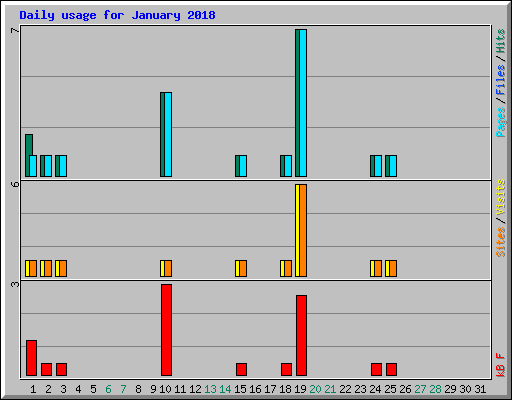 Daily usage for January 2018
7
6
3
Pages / Files / Hits
Sites / Visits
kB F
1 2 3 4 5 6 7 8 9 10 11 12 13 14 15 16 17 18 19 20 21 22 23 24 25 26 27 28 29 30 31